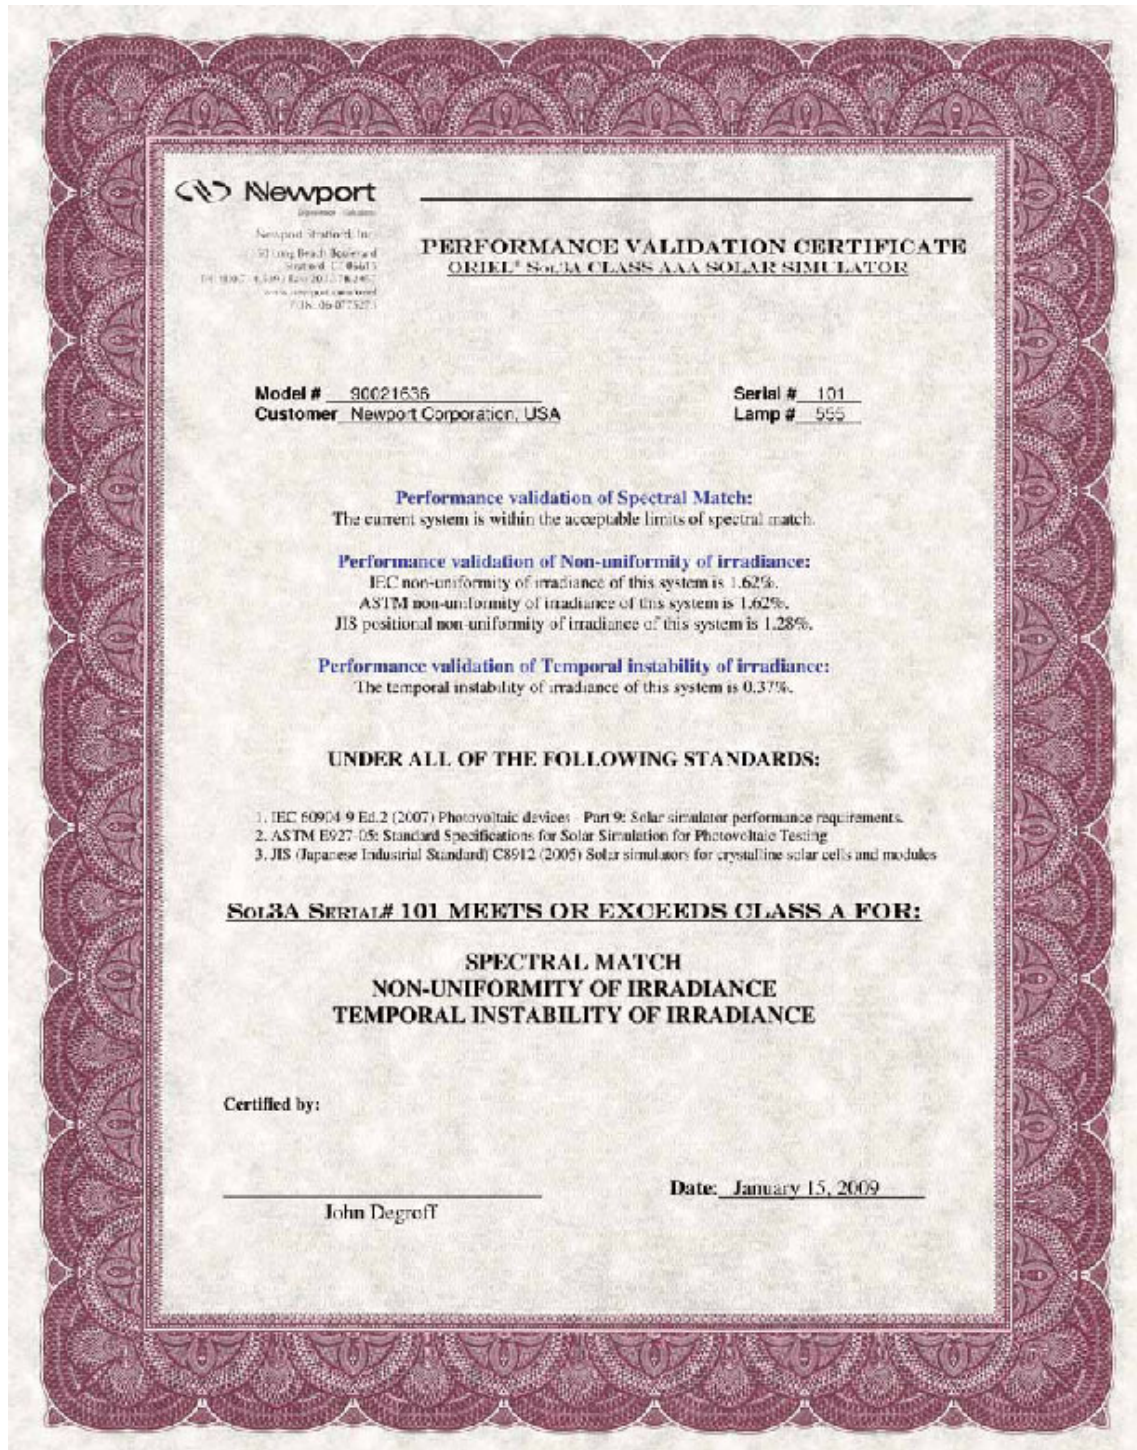 Newport
Newport Stratford, Inc.
Long Beach Boulevard
PERFORMANCE VALIDATION CERTIFICATE
ORIEL® SOL3A CLASS AAA SOLAR SIMULATOR
Model # 90021636 Serial # 101
Customer Newport Corporation, USA Lamp # 555
Performance validation of Spectral Match:
The current system is within the acceptable limits of spectral match.
Performance validation of Non-uniformity of irradiance:
IEC non-uniformity of irradiance of this system is 1.62%.
ASTM non-uniformity of irradiance of this system is 1.62%.
JIS positional non-uniformity of irradiance of this system is 1.28%.
Performance validation of Temporal instability of irradiance:
The temporal instability of irradiance of this system is 0.37%.
UNDER ALL OF THE FOLLOWING STANDARDS:
1. IEC 60904-9 Ed.2 (2007) Photovoltaic devices - Part 9: Solar simulator performance requirements.
2. ASTM E927-05: Standard Specifications for Solar Simulation for Photovoltaic Testing
3. JIS (Japanese Industrial Standard) C8912 (2005) Solar simulators for crystalline solar cells and modules
SOL3A SERIAL# 101 MEETS OR EXCEEDS CLASS A FOR:
SPECTRAL MATCH
NON-UNIFORMITY OF IRRADIANCE
TEMPORAL INSTABILITY OF IRRADIANCE
Certified by:
Date: January 15, 2009
John Degroff